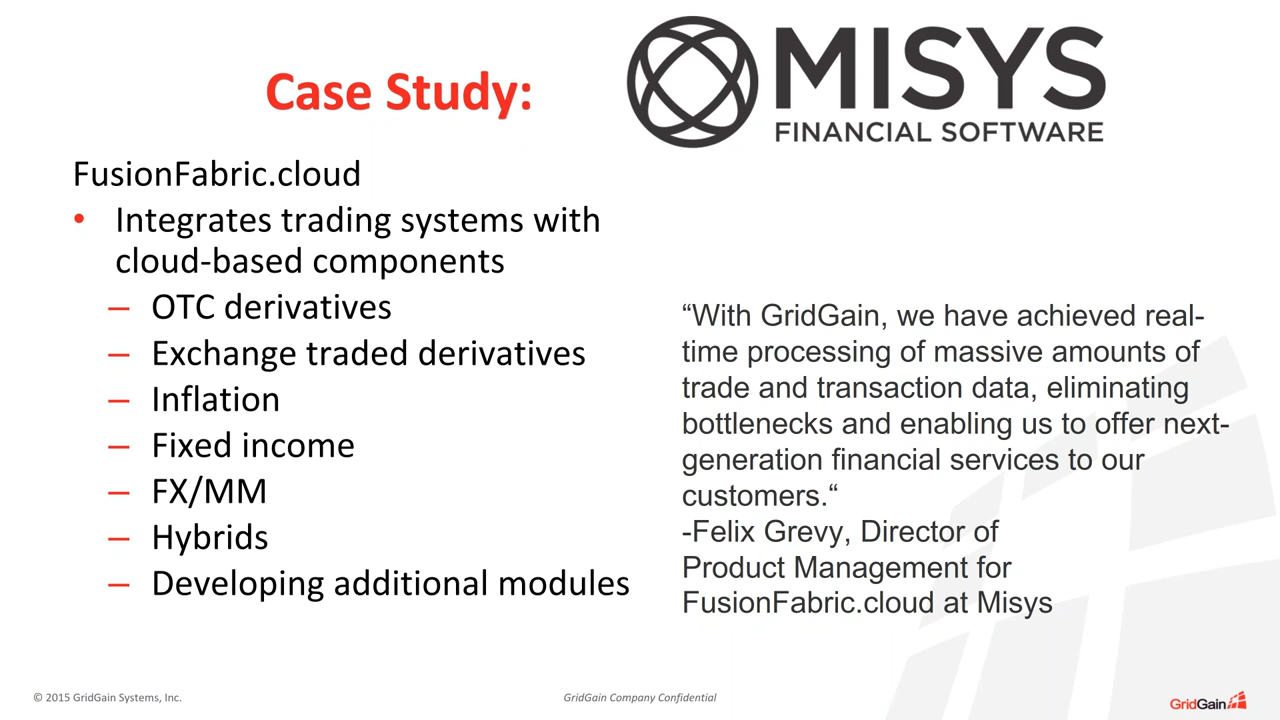 Case Study:
MISYS
FINANCIAL SOFTWARE
FusionFabric.cloud
• Integrates trading systems with
cloud-based components
– OTC derivatives
– Exchange traded derivatives
– Inflation
– Fixed income
– FX/MM
– Hybrids
– Developing additional modules
“With GridGain, we have achieved real-
time processing of massive amounts of
trade and transaction data, eliminating
bottlenecks and enabling us to offer next-
generation financial services to our
customers.“
-Felix Grevy, Director of
Product Management for
FusionFabric.cloud at Misys
© 2015 GridGain Systems, Inc.
GridGain Company Confidential
GridGain